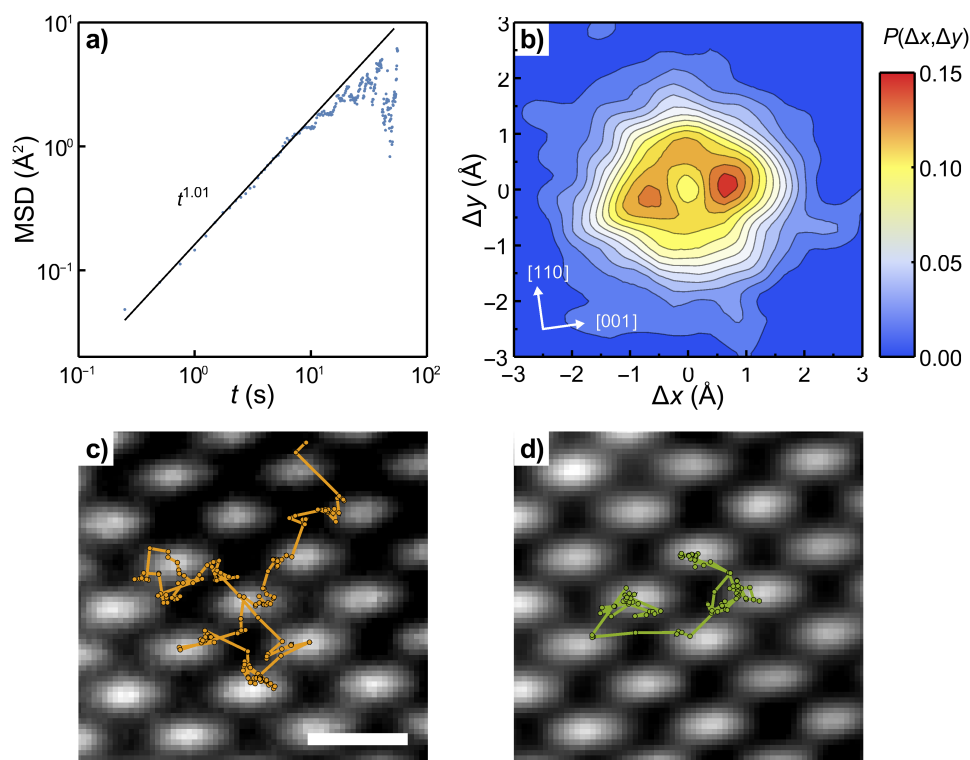 a)
10¹
10⁰
10⁻¹
MSD (Å²)
t¹·⁰¹
10⁻¹
10⁰
10¹
10²
t (s)
b)
3
2
1
0
−1
−2
−3
Δy (Å)
[110]
[001]
−3
−2
−1
0
1
2
3
Δx (Å)
P(Δx,Δy)
0.15
0.10
0.05
0.00
c)
d)